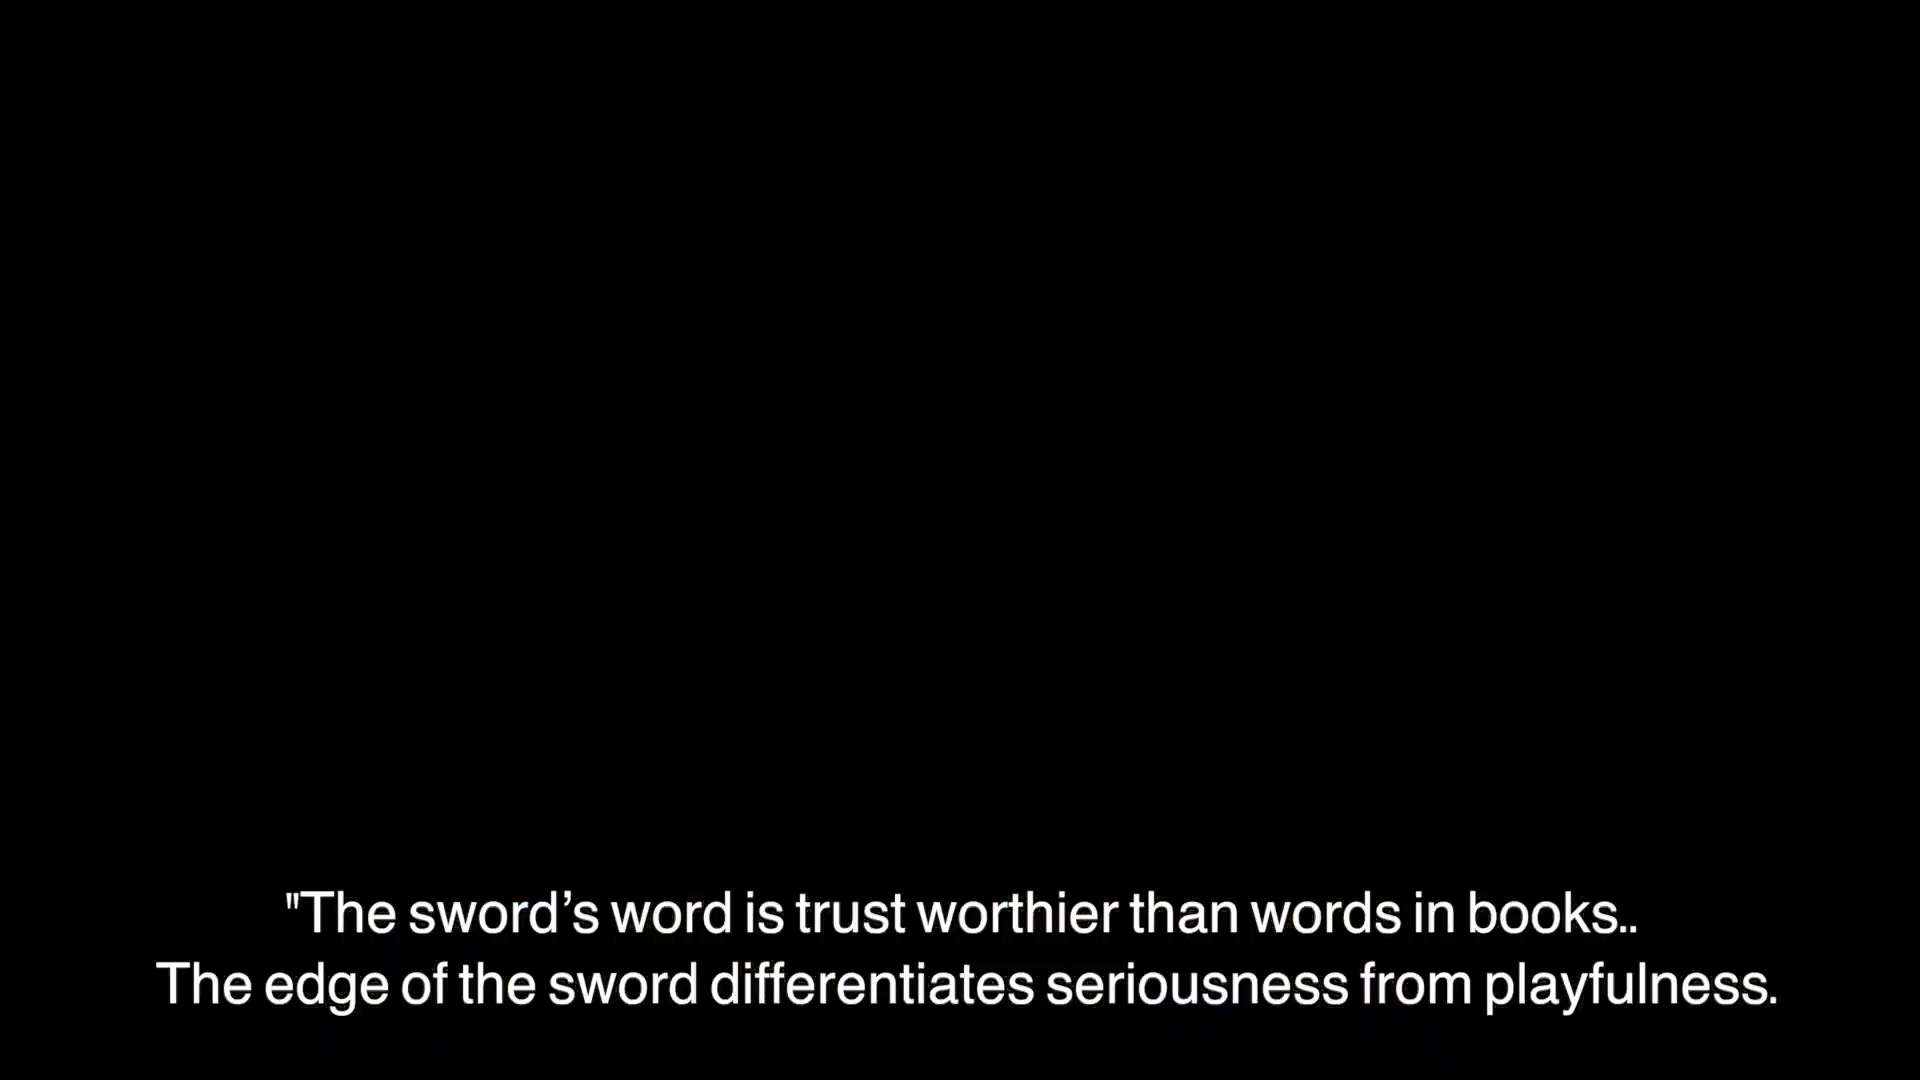 "The sword’s word is trust worthier than words in books..
The edge of the sword differentiates seriousness from playfulness.